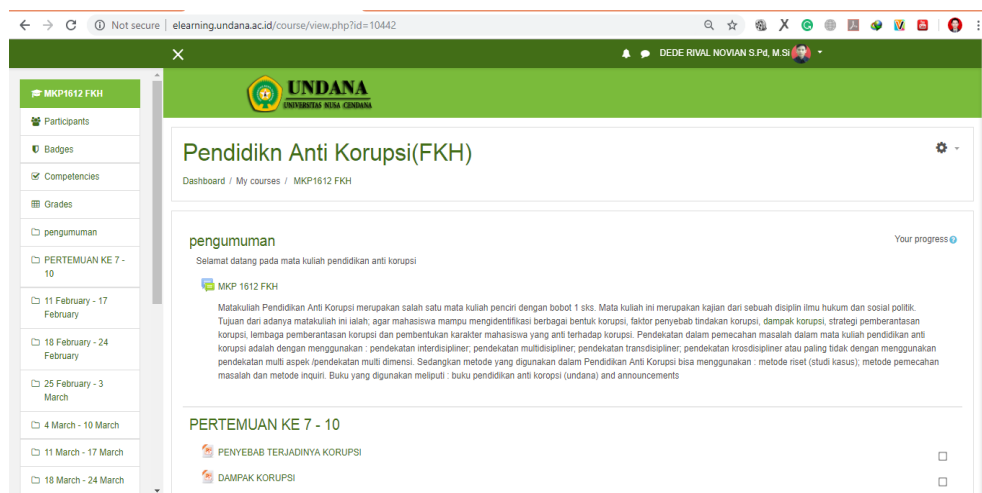 Not secure | elearning.undana.ac.id/course/view.php?id=10442
DEDE RIVAL NOVIAN S.Pd, M.Si
MKP1612 FKH
Participants
Badges
Competencies
Grades
pengumuman
PERTEMUAN KE 7 -
10
11 February - 17
February
18 February - 24
February
25 February - 3
March
4 March - 10 March
11 March - 17 March
18 March - 24 March
UNDANA
UNIVERSITAS NUSA CENDANA
Pendidikn Anti Korupsi(FKH)
Dashboard / My courses / MKP1612 FKH
pengumuman
Your progress
Selamat datang pada mata kuliah pendidikan anti korupsi
MKP 1612 FKH
Matakuliah Pendidikan Anti Korupsi merupakan salah satu mata kuliah penciri dengan bobot 1 sks. Mata kuliah ini merupakan kajian dari sebuah disiplin ilmu hukum dan sosial politik.
Tujuan dari adanya matakuliah ini ialah; agar mahasiswa mampu mengidentifikasi berbagai bentuk korupsi, faktor penyebab tindakan korupsi, dampak korupsi, strategi pemberantasan
korupsi, lembaga pemberantasan korupsi dan pembentukan karakter mahasiswa yang anti terhadap korupsi. Pendekatan dalam pemecahan masalah dalam mata kuliah pendidikan anti
korupsi adalah dengan menggunakan : pendekatan interdisipliner; pendekatan multidisipliner; pendekatan transdisipliner; pendekatan krosdisipliner atau paling tidak dengan menggunakan
pendekatan multi aspek /pendekatan multi dimensi. Sedangkan metode yang digunakan dalam Pendidikan Anti Korupsi bisa menggunakan : metode riset (studi kasus); metode pemecahan
masalah dan metode inquiri. Buku yang digunakan meliputi : buku pendidikan anti koropsi (undana) and announcements
PERTEMUAN KE 7 - 10
PENYEBAB TERJADINYA KORUPSI
DAMPAK KORUPSI